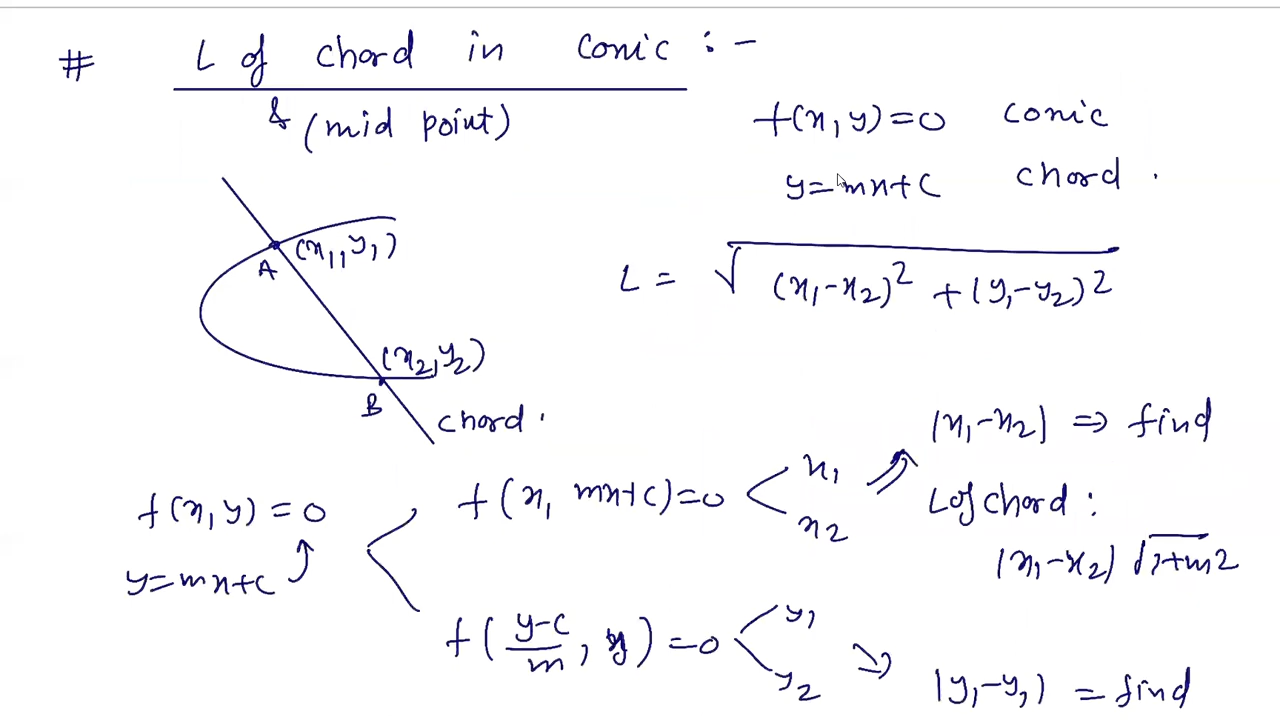 # L of chord in conic :-
& (mid point)
f(x, y)=0 conic
y=mx+c chord.
(x1, y1)
A
L = √(x1-x2)² + (y1-y2)²
(x2, y2)
B
chord.
|x1-x2| ⇒ find
f(x, y) = 0
y=mx+c
f(x, mx+c)=0
x1
x2
L of chord :
|x1-x2| √1+m²
f(y-c/m, y)=0
y1
y2
⇒ |y1-y2| = find